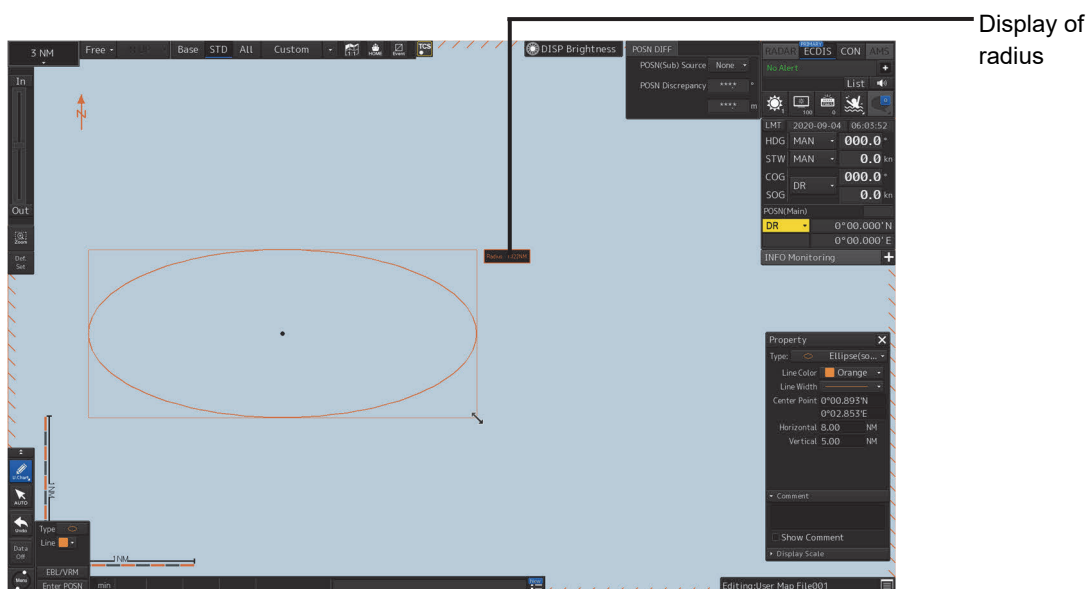 Display of
radius
3 NM
Free
Base STD All Custom
HOME
Event
TCS
DISP Brightness
POSN DIFF
POSN(Sub) Source None
POSN Discrepancy ****.* °
****.* m
RADAR
PRIMARY
ECDIS CON AMS
No Alert
List
1 100 0
LMT 2020-09-04 06:03:52
HDG MAN 000.0 °
STW MAN 0.0 kn
COG 000.0 °
DR
SOG 0.0 kn
POSN(Main)
DR 0°00.000'N
0°00.000'E
INFO Monitoring
In
Out
Zoom
Def.
Set
N
Property
Type: Ellipse(so...
Line Color Orange
Line Width
Center Point 0°00.893'N
0°02.853'E
Horizontal 8.00 NM
Vertical 5.00 NM
Comment
Show Comment
Display Scale
U.Chart
AUTO
Undo
Data
Off
Menu
1NM
Type
Line
1NM
EBL/VRM
Enter POSN
min
New
Editing:User Map File001